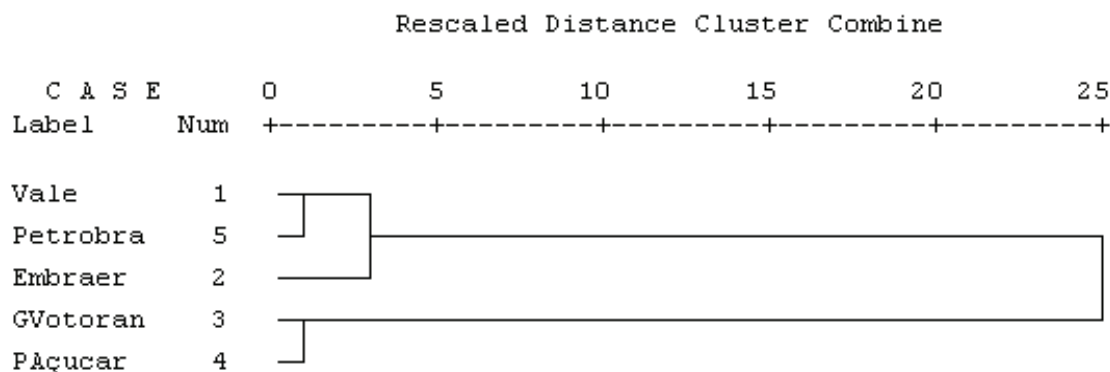 Rescaled Distance Cluster Combine
C A S E 0 5 10 15 20 25
Label Num +---------+---------+---------+---------+---------+
Vale 1
Petrobra 5
Embraer 2
GVotoran 3
PAçucar 4